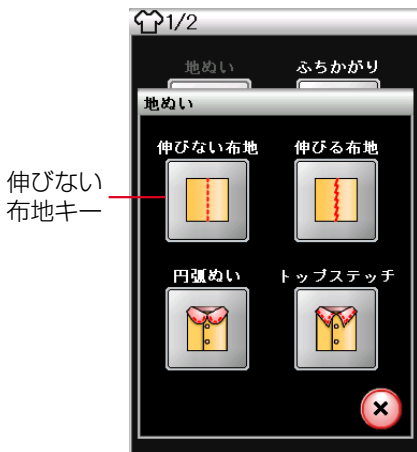 1/2
地ぬい ふちかがり
地ぬい
伸びない布地 伸びる布地
伸びない
布地キー
円弧ぬい トップステッチ